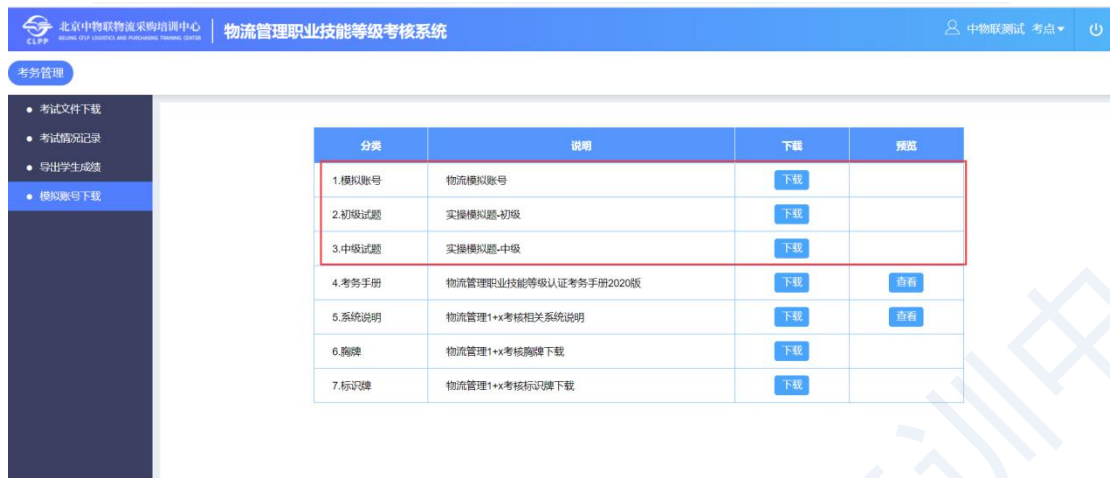 北京中物联物流采购培训中心
BEIJING CFLP LOGISTICS AND PURCHASING TRAINING CENTER
CLPP
物流管理职业技能等级考核系统
中物联测试 考点
考务管理
考试文件下载
考试情况记录
导出学生成绩
模拟账号下载
分类 说明 下载 预览
1.模拟账号 物流模拟账号 下载
2.初级试题 实操模拟题-初级 下载
3.中级试题 实操模拟题-中级 下载
4.考务手册 物流管理职业技能等级认证考务手册2020版 下载 查看
5.系统说明 物流管理1+x考核相关系统说明 下载 查看
6.胸牌 物流管理1+x考核胸牌下载 下载
7.标识牌 物流管理1+x考核标识牌下载 下载
训中